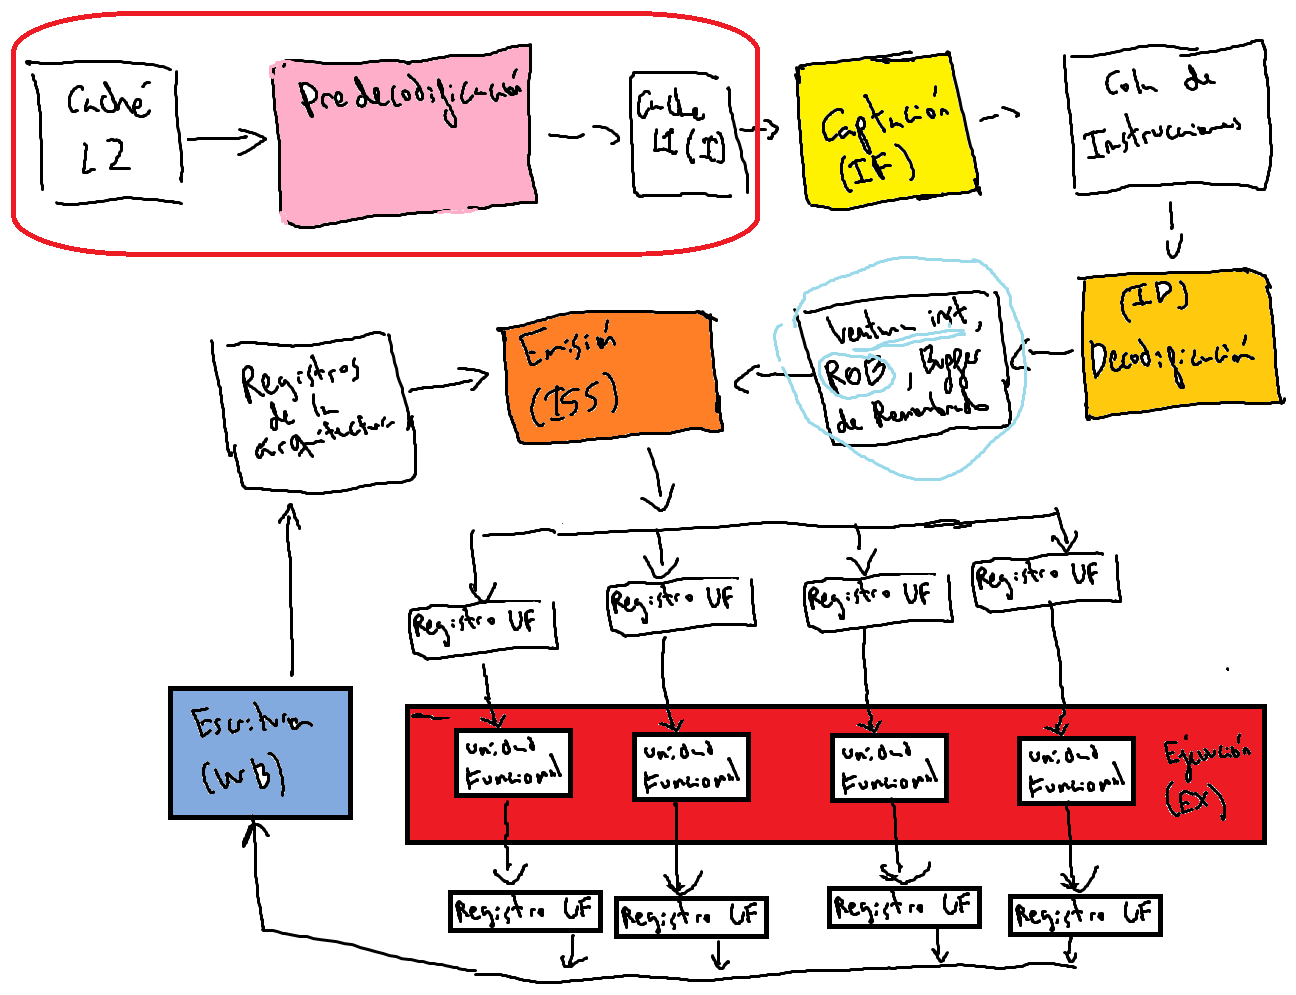 Caché
L2
Predecodificación
Cache
L1 (I)
Captación
(IF)
Cola de
Instrucciones
(ID)
Decodificación
Ventana inst,
ROB, Buffer
de Renombrado
Emisión
(ISS)
Registros
de la
arquitectura
Registro UF
Registro UF
Registro UF
Registro UF
Unidad
Funcional
Unidad
Funcional
Unidad
Funcional
Unidad
Funcional
Ejecución
(EX)
Escritura
(WB)
Registro UF
Registro UF
Registro UF
Registro UF